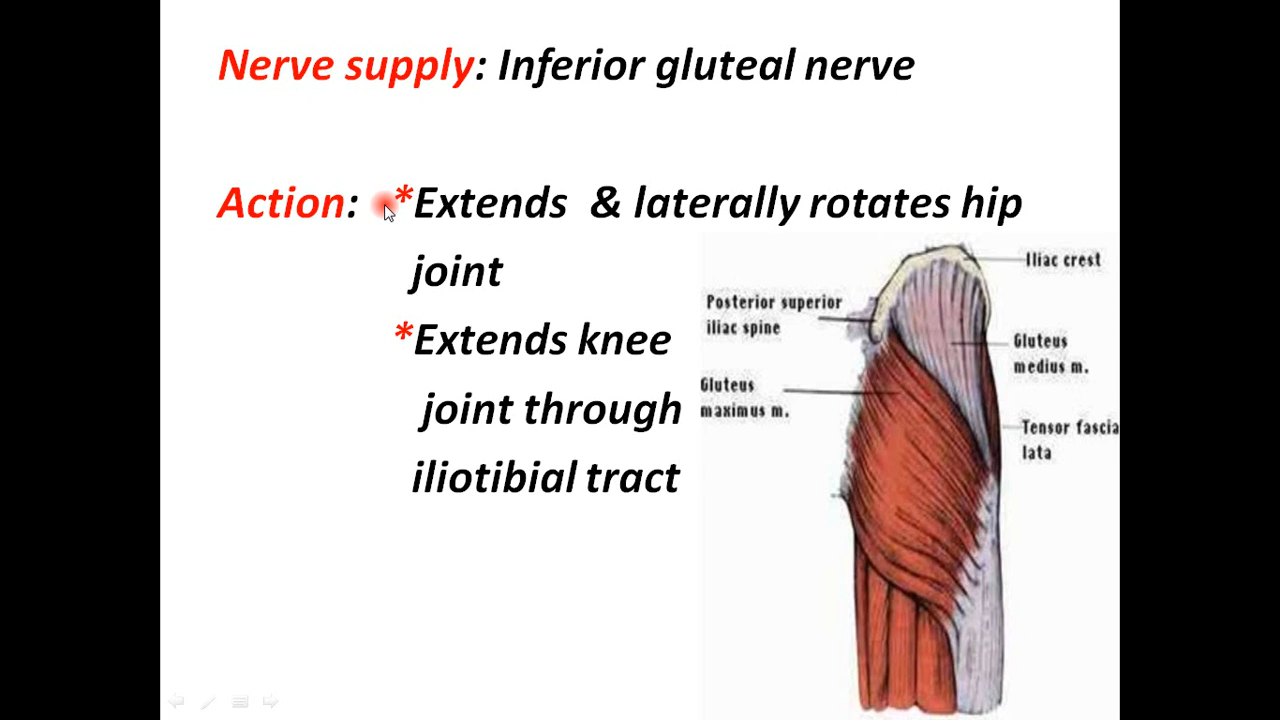 Nerve supply: Inferior gluteal nerve
Action: *Extends & laterally rotates hip
joint
*Extends knee
joint through
iliotibial tract
Iliac crest
Posterior superior
iliac spine
Gluteus
medius m.
Gluteus
maximus m.
Tensor fascia
lata